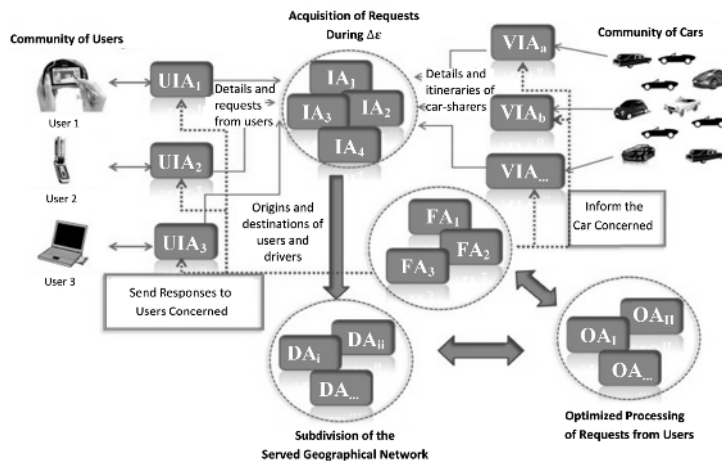 Acquisition of Requests
During Δε
Community of Users
Community of Cars
UIA1
User 1
UIA2
User 2
UIA3
User 3
Details and
requests
from users
IA1
IA2
IA3
IA4
Details and
itineraries of
car-sharers
VIAa
VIAb
VIA...
Inform the
Car Concerned
Origins and
destinations of
users and
drivers
FA1
FA2
FA3
Send Responses to
Users Concerned
DAi
DAii
DA...
OAI
OAII
OA...
Subdivision of the
Served Geographical Network
Optimized Processing
of Requests from Users